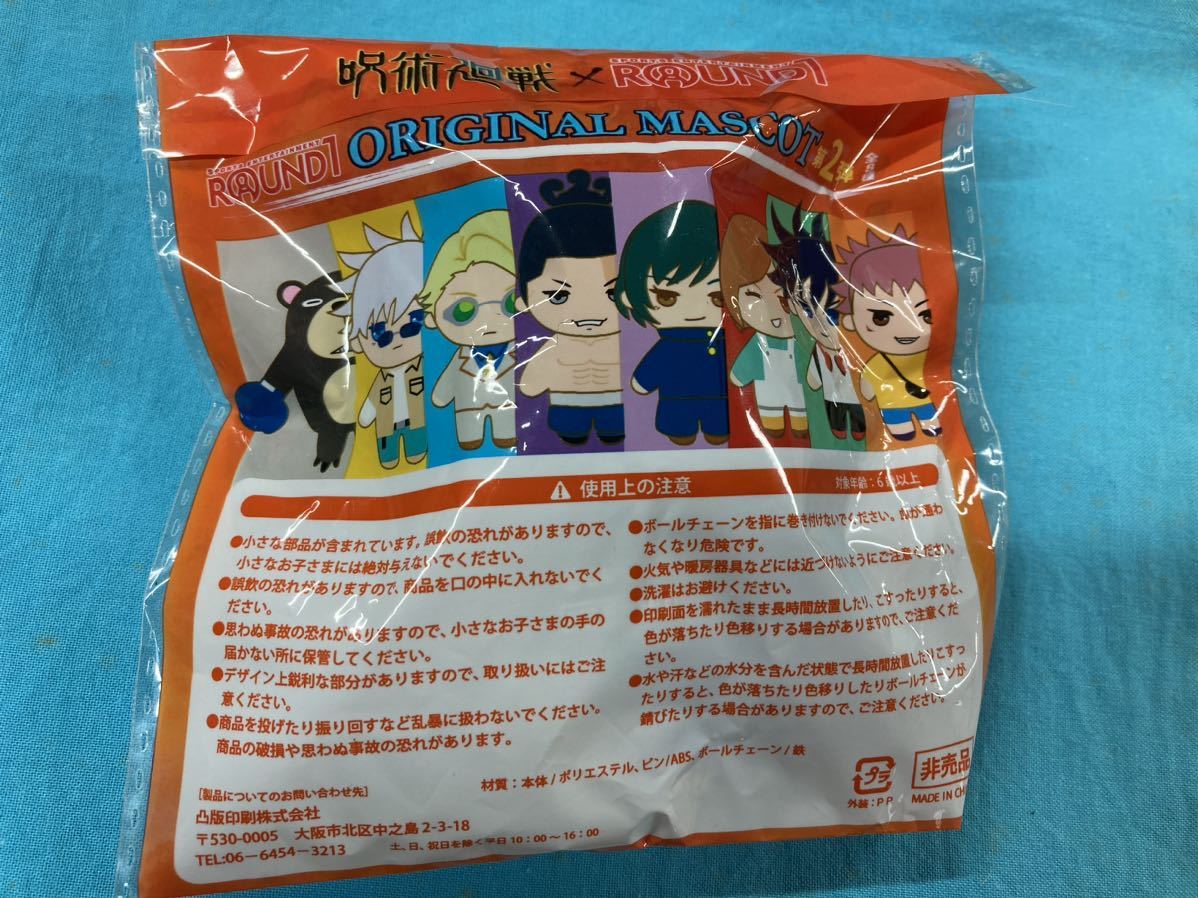 呪術廻戦 × SPORTS ENTERTAINMENT ROUND1
SPORTS ENTERTAINMENT
ROUND1
ORIGINAL MASCOT
第2弾
⚠ 使用上の注意
対象年齢:6歳以上
●小さな部品が含まれています。誤飲の恐れがありますので、
小さなお子さまには絶対与えないでください。
●誤飲の恐れがありますので、商品を口の中に入れないでく
ださい。
●思わぬ事故の恐れがありますので、小さなお子さまの手の
届かない所に保管してください。
●デザイン上鋭利な部分がありますので、取り扱いにはご注
意ください。
●商品を投げたり振り回すなど乱暴に扱わないでください。
商品の破損や思わぬ事故の恐れがあります。
●ボールチェーンを指に巻き付けないでください。血が通わ
なくなり危険です。
●火気や暖房器具などには近づけないようにご注意ください。
●洗濯はお避けください。
●印刷面を濡れたまま長時間放置したり、こすったりすると、
色が落ちたり色移りする場合がありますので、ご注意くだ
さい。
●水や汗などの水分を含んだ状態で長時間放置したりこすっ
たりすると、色が落ちたり色移りしたりボールチェーンが
錆びたりする場合がありますので、ご注意ください。
材質:本体/ポリエステル、ピン/ABS、ボールチェーン/鉄
プラ
外装:PP
非売品
MADE IN CH
[製品についてのお問い合わせ先]
凸版印刷株式会社
〒530-0005 大阪市北区中之島2-3-18
TEL:06-6454-3213 土、日、祝日を除く平日10:00~16:00